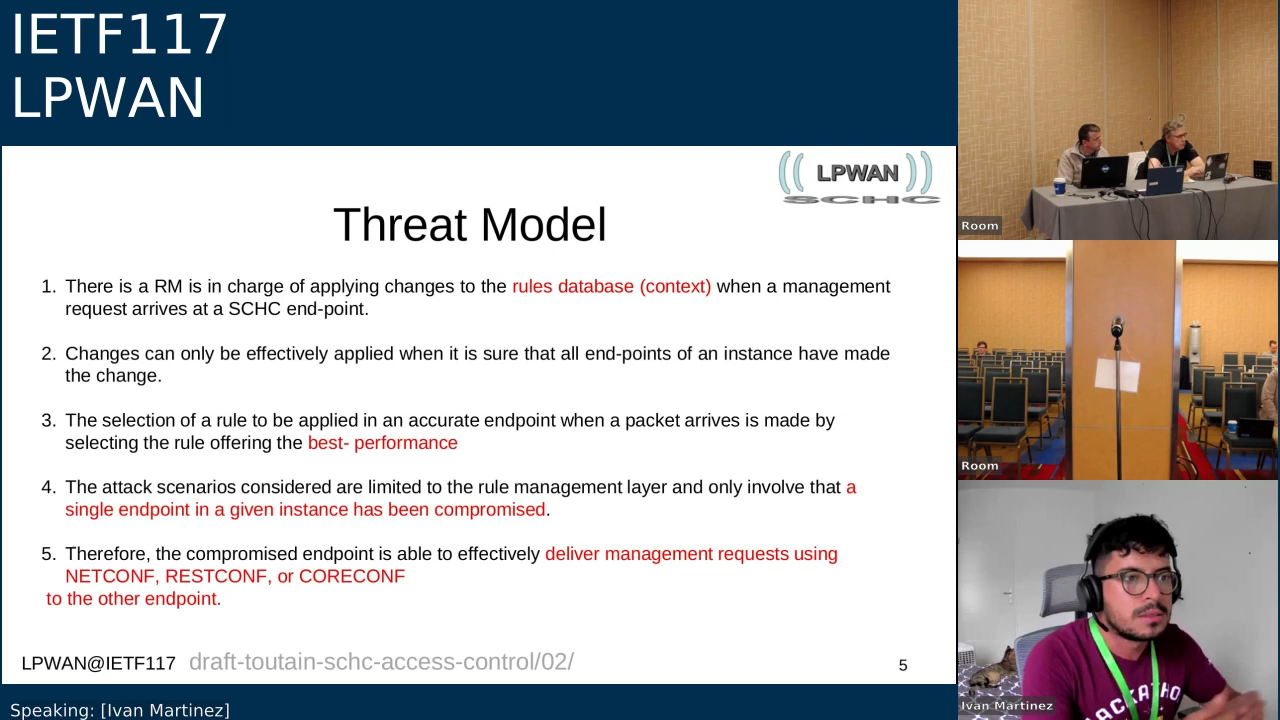 IETF117
LPWAN
LPWAN
SCHC
Threat Model
1. There is a RM is in charge of applying changes to the rules database (context) when a management
request arrives at a SCHC end-point.
2. Changes can only be effectively applied when it is sure that all end-points of an instance have made
the change.
3. The selection of a rule to be applied in an accurate endpoint when a packet arrives is made by
selecting the rule offering the best- performance
4. The attack scenarios considered are limited to the rule management layer and only involve that a
single endpoint in a given instance has been compromised.
5. Therefore, the compromised endpoint is able to effectively deliver management requests using
NETCONF, RESTCONF, or CORECONF
to the other endpoint.
LPWAN@IETF117 draft-toutain-schc-access-control/02/
5
Speaking: [Ivan Martinez]
Room
Room
HACKATHO
Ivan Martinez